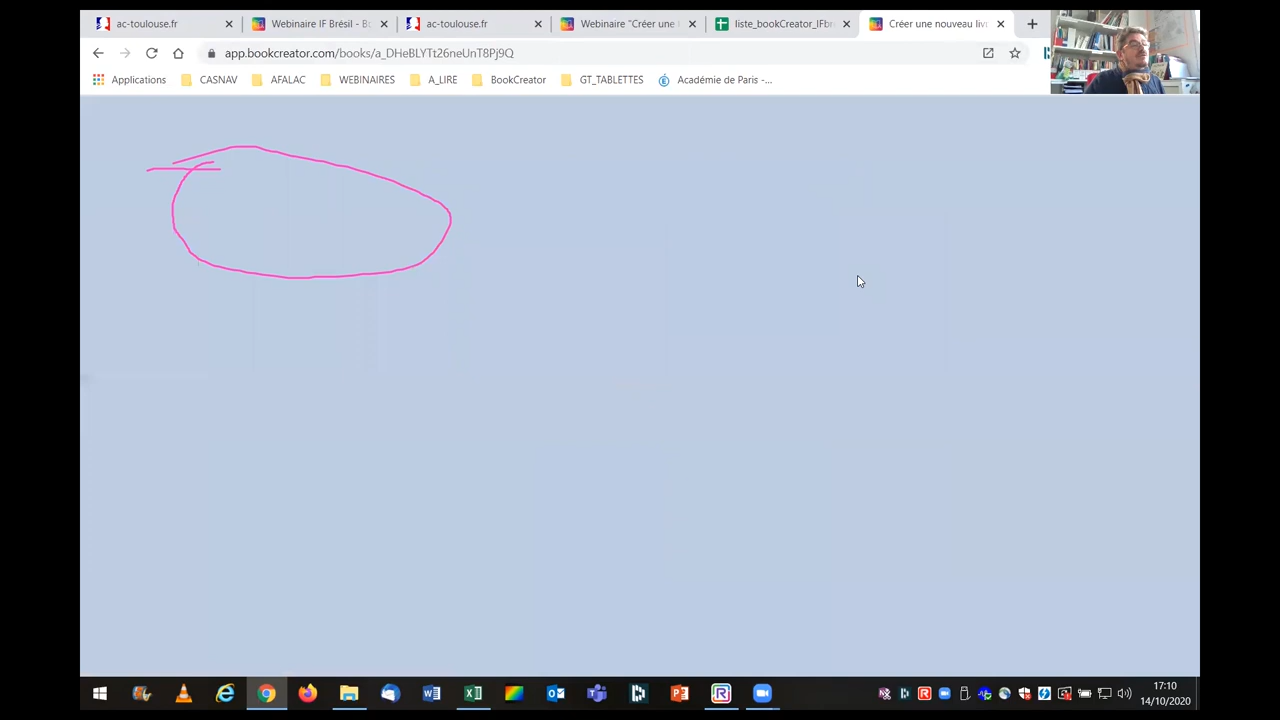 ac-toulouse.fr
Webinaire IF Brésil - Bo
ac-toulouse.fr
Webinaire "Créer une
liste_bookCreator_IFbr
Créer une nouveau livr
app.bookcreator.com/books/a_DHeBLYTt26neUnT8Pj9Q
Applications CASNAV AFALAC WEBINAIRES A_LIRE BookCreator GT_TABLETTES Académie de Paris -...
17:10
14/10/2020